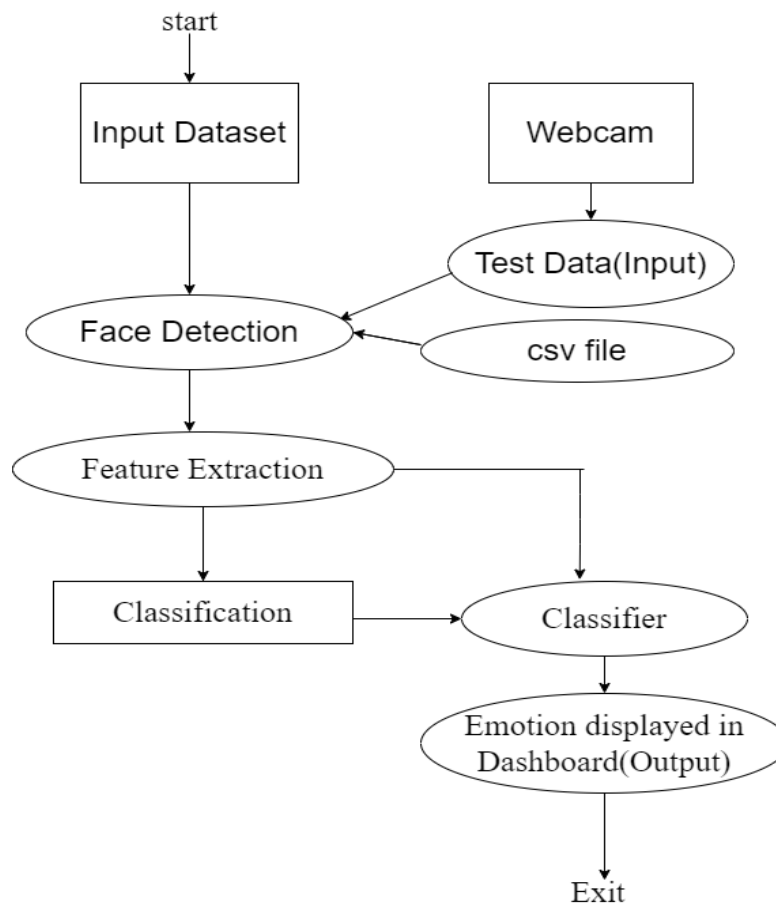 start
Input Dataset
Webcam
Test Data(Input)
Face Detection
csv file
Feature Extraction
Classification
Classifier
Emotion displayed in
Dashboard(Output)
Exit